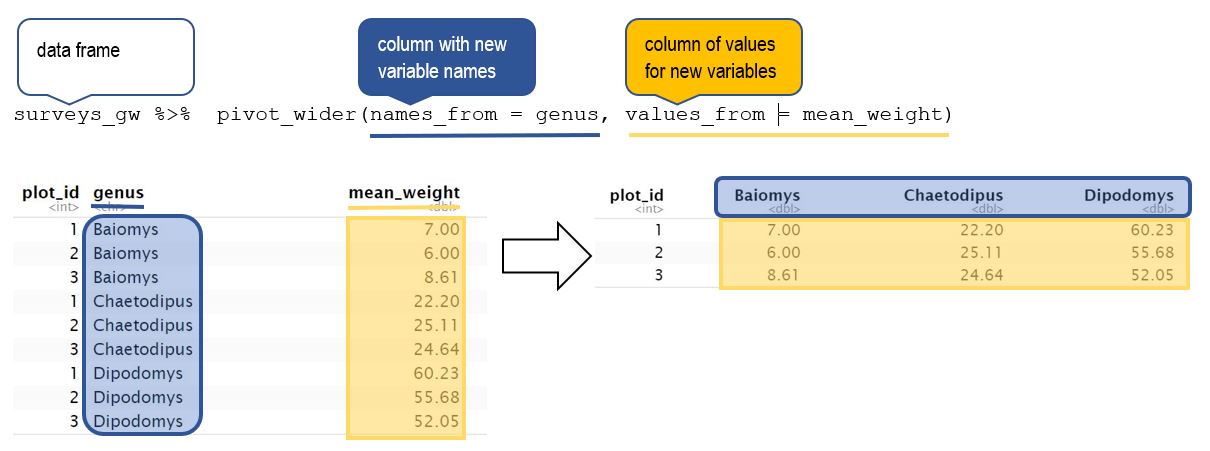 data frame
column with new
variable names
column of values
for new variables
surveys_gw %>% pivot_wider(names_from = genus, values_from = mean_weight)
plot_id genus mean_weight
<int> <chr> <dbl>
1 Baiomys 7.00
2 Baiomys 6.00
3 Baiomys 8.61
1 Chaetodipus 22.20
2 Chaetodipus 25.11
3 Chaetodipus 24.64
1 Dipodomys 60.23
2 Dipodomys 55.68
3 Dipodomys 52.05
plot_id Baiomys Chaetodipus Dipodomys
<int> <dbl> <dbl> <dbl>
1 7.00 22.20 60.23
2 6.00 25.11 55.68
3 8.61 24.64 52.05